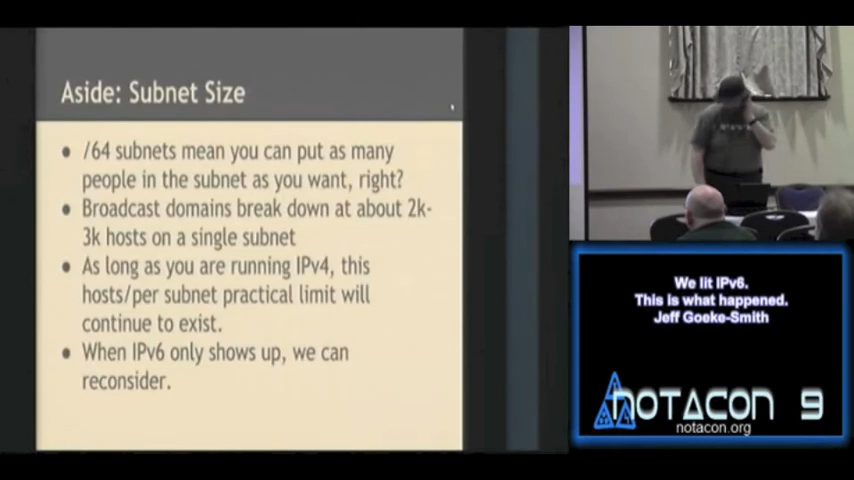 Aside: Subnet Size
• /64 subnets mean you can put as many
people in the subnet as you want, right?
• Broadcast domains break down at about 2k-
3k hosts on a single subnet
• As long as you are running IPv4, this
hosts/per subnet practical limit will
continue to exist.
• When IPv6 only shows up, we can
reconsider.
We lit IPv6.
This is what happened.
Jeff Goeke-Smith
NOTACON 9
notacon.org